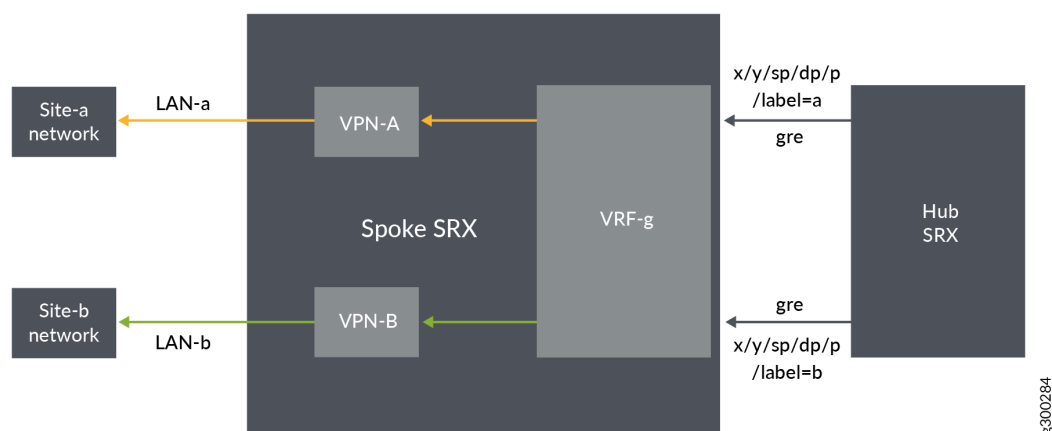 Site-a
network
LAN-a
VPN-A
x/y/sp/dp/p
/label=a
gre
Spoke SRX
VRF-g
Hub
SRX
Site-b
network
LAN-b
VPN-B
gre
x/y/sp/dp/p
/label=b
g300284